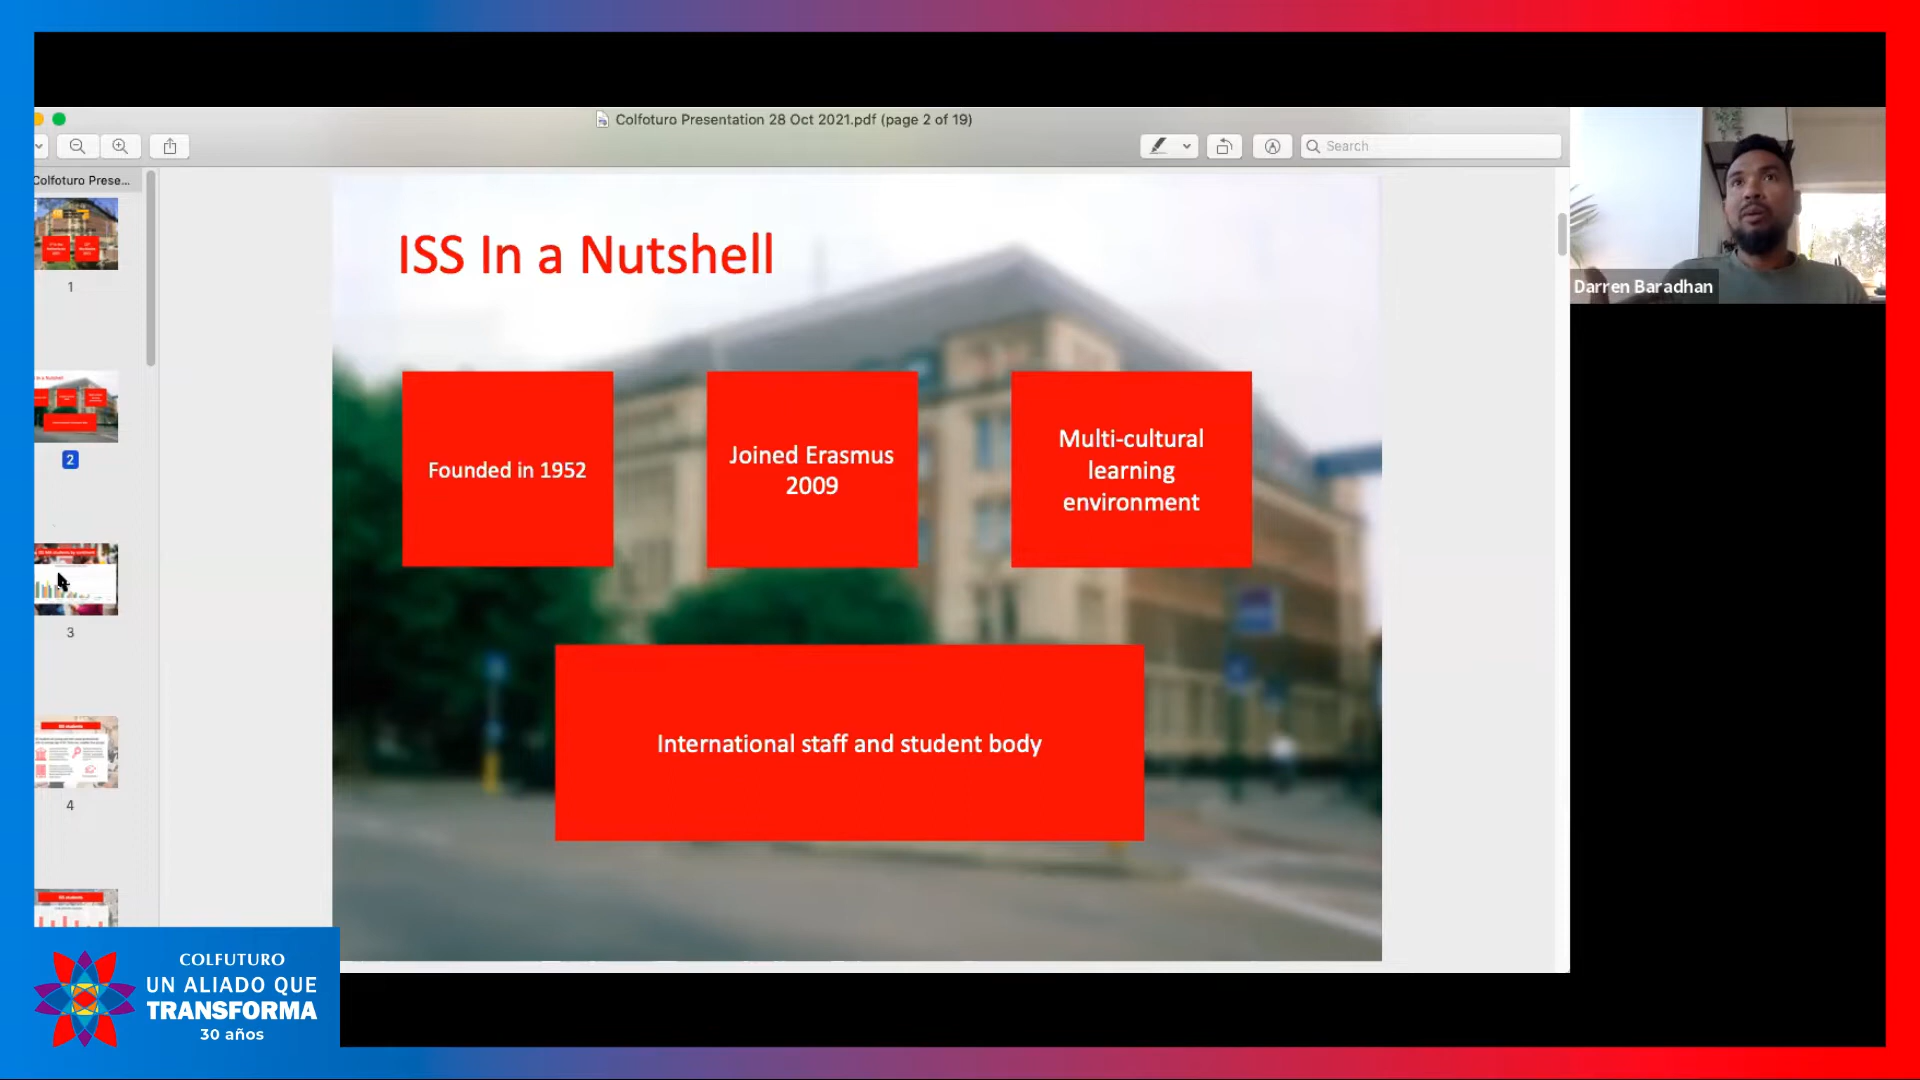 Colfoturo Presentation 28 Oct 2021.pdf (page 2 of 19)
Search
Colfoturo Prese...
1
2
3
4
ISS In a Nutshell
Founded in 1952
Joined Erasmus
2009
Multi-cultural
learning
environment
International staff and student body
Darren Baradhan
COLFUTURO
UN ALIADO QUE
TRANSFORMA
30 años